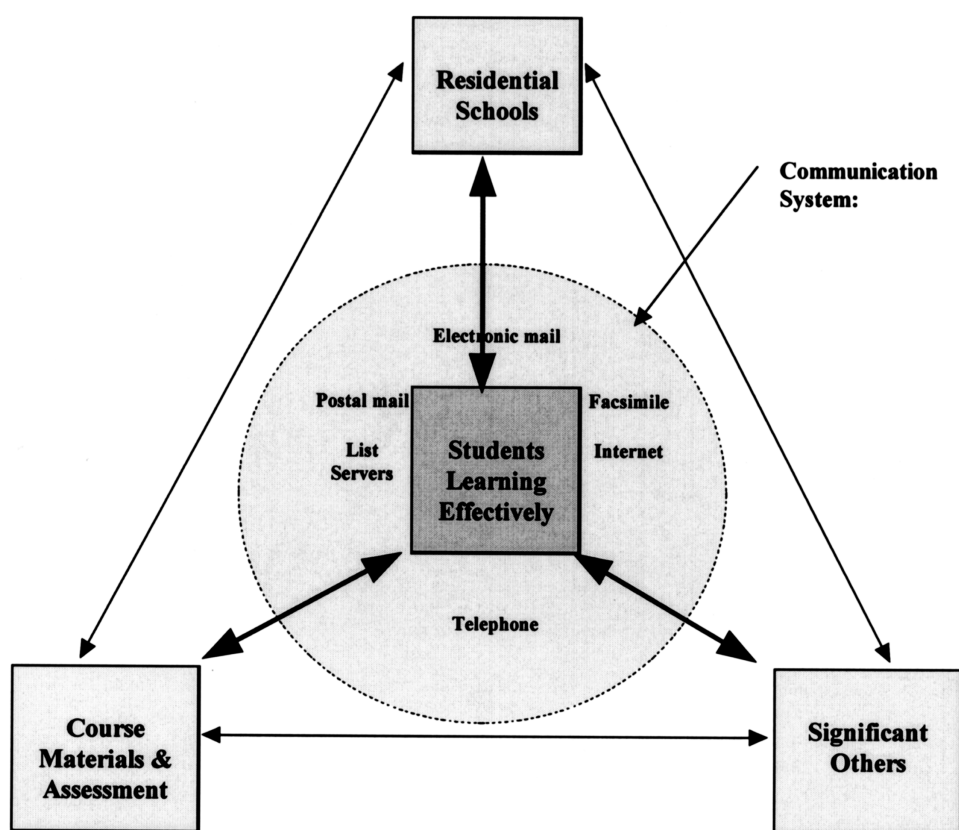 Residential
Schools
Communication
System:
Electronic mail
Postal mail
Facsimile
List
Servers
Internet
Students
Learning
Effectively
Telephone
Course
Materials &
Assessment
Significant
Others